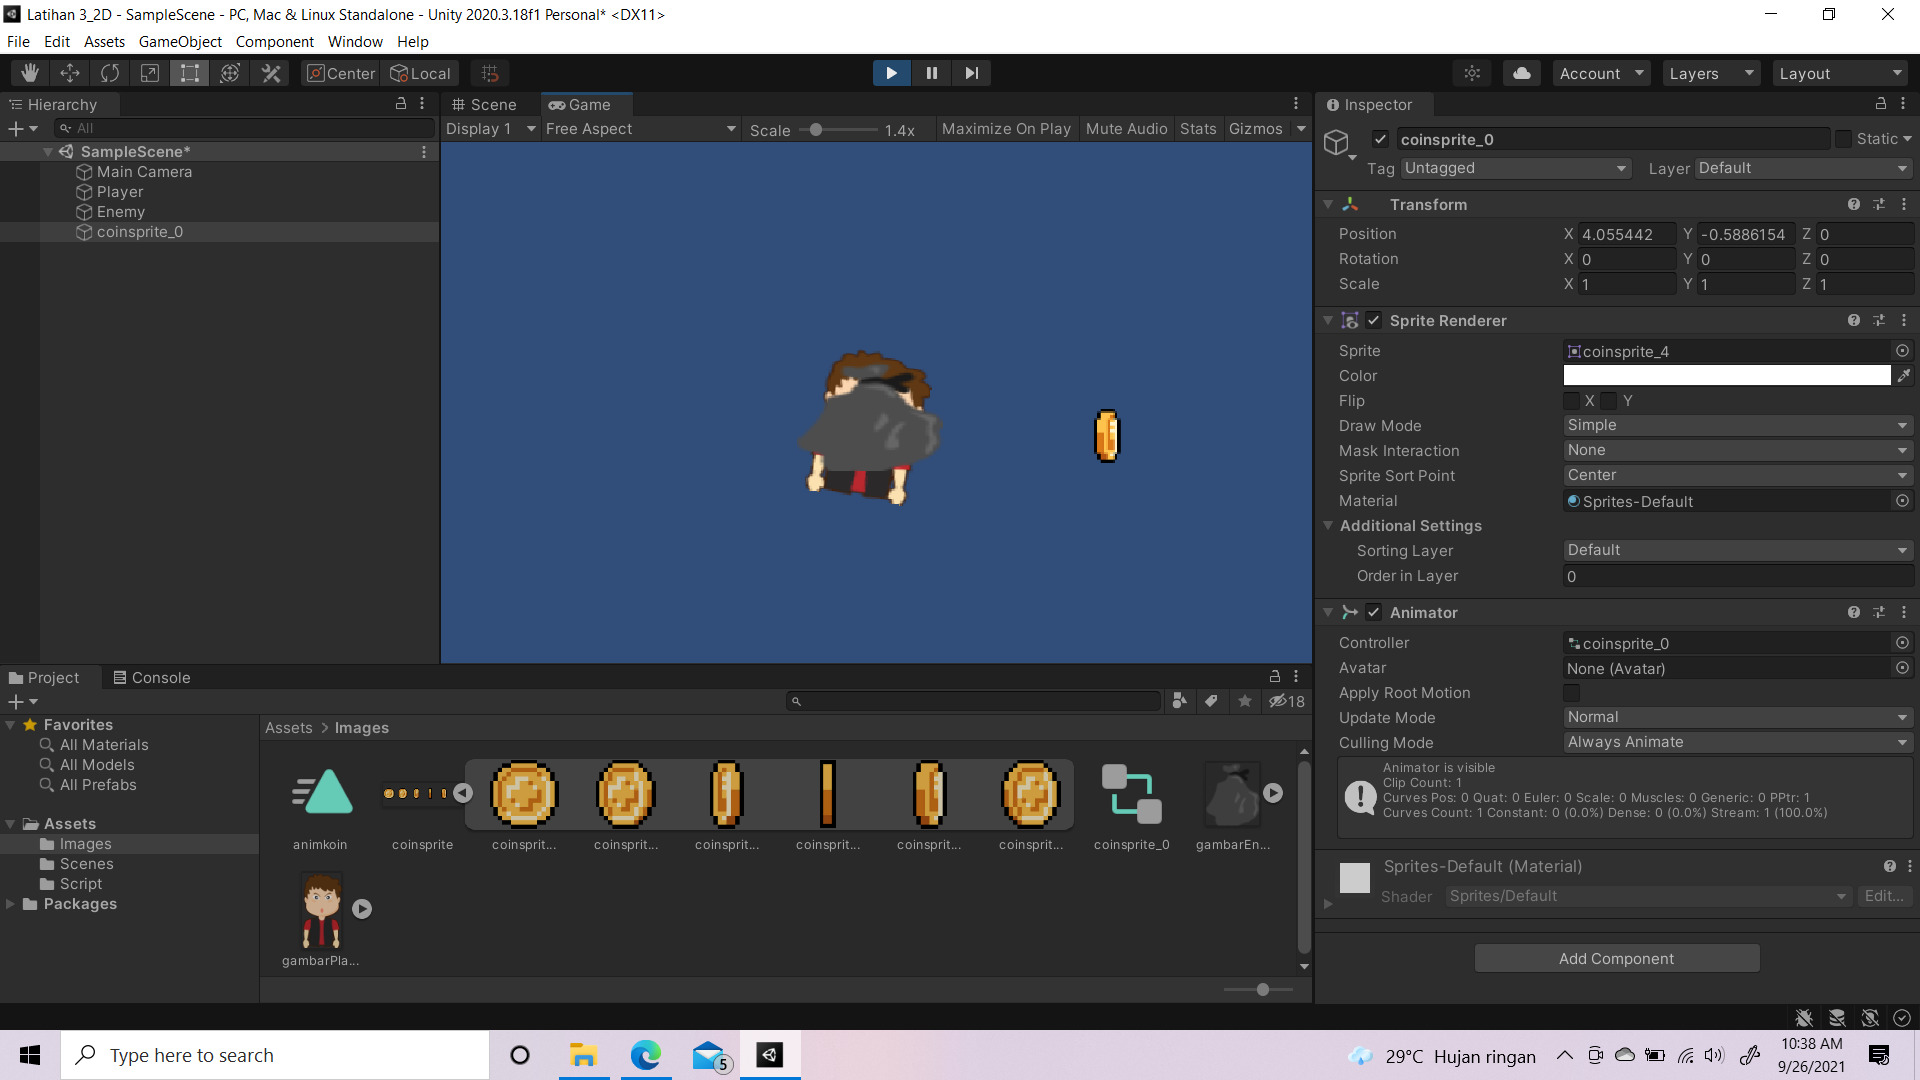 Latihan 3_2D - SampleScene - PC, Mac & Linux Standalone - Unity 2020.3.18f1 Personal* <DX11>
File Edit Assets GameObject Component Window Help
Center Local Account Layers Layout
Hierarchy
All
SampleScene*
Main Camera
Player
Enemy
coinsprite_0
Scene Game
Display 1 Free Aspect Scale 1.4x Maximize On Play Mute Audio Stats Gizmos
Inspector
coinsprite_0 Static
Tag Untagged Layer Default
Transform
Position X 4.055442 Y -0.5886154 Z 0
Rotation X 0 Y 0 Z 0
Scale X 1 Y 1 Z 1
Sprite Renderer
Sprite coinsprite_4
Color
Flip X Y
Draw Mode Simple
Mask Interaction None
Sprite Sort Point Center
Material Sprites-Default
Additional Settings
Sorting Layer Default
Order in Layer 0
Animator
Controller coinsprite_0
Avatar None (Avatar)
Apply Root Motion
Update Mode Normal
Culling Mode Always Animate
Animator is visible
Clip Count: 1
Curves Pos: 0 Quat: 0 Euler: 0 Scale: 0 Muscles: 0 Generic: 0 PPtr: 1
Curves Count: 1 Constant: 0 (0.0%) Dense: 0 (0.0%) Stream: 1 (100.0%)
Sprites-Default (Material)
Shader Sprites/Default Edit...
Add Component
Project Console
18
Favorites
All Materials
All Models
All Prefabs
Assets
Images
Scenes
Script
Packages
Assets > Images
animkoin coinsprite coinsprit... coinsprit... coinsprit... coinsprit... coinsprit... coinsprit... coinsprite_0 gambarEn...
gambarPla...
Type here to search
5
29°C Hujan ringan
10:38 AM
9/26/2021